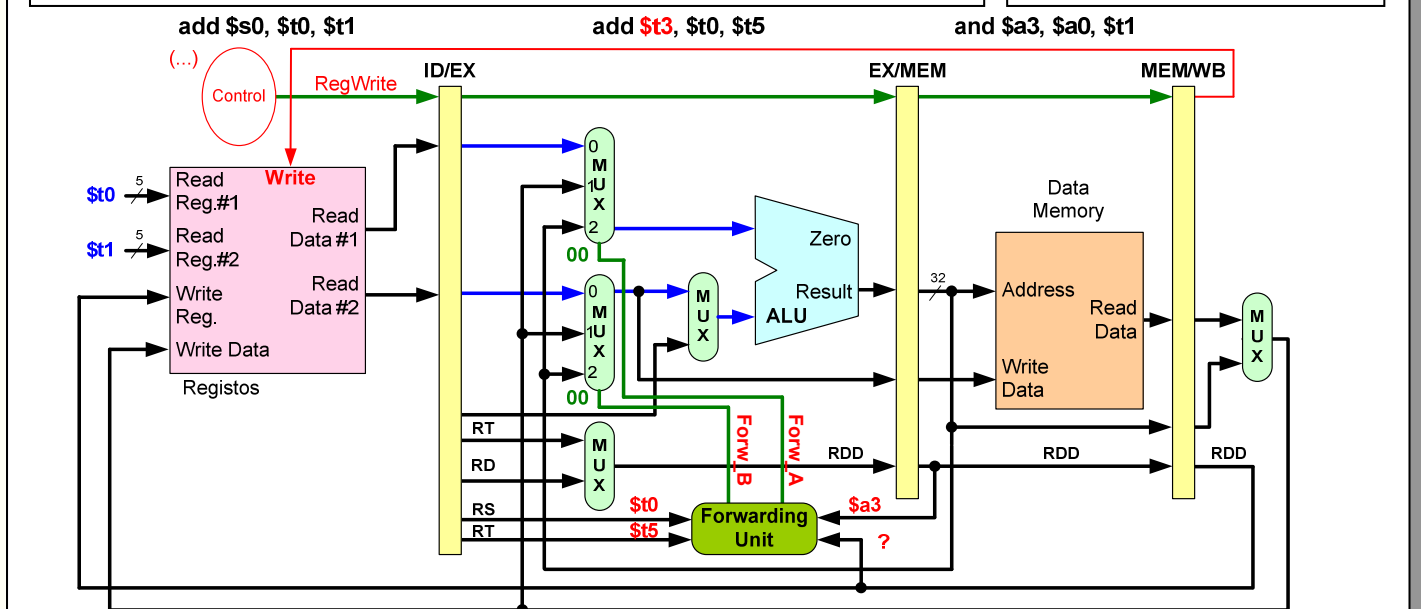 add $s0, $t0, $t1
add $t3, $t0, $t5
and $a3, $a0, $t1
(...)
Control
RegWrite
ID/EX
EX/MEM
MEM/WB
$t0
5
Read
Reg.#1
Write
Read
Data #1
$t1
5
Read
Reg.#2
Read
Data #2
Write
Reg.
Write Data
Registos
0
1
2
M
U
X
00
0
1
2
M
U
X
00
M
U
X
Zero
Result
ALU
32
Data
Memory
Address
Read
Data
Write
Data
M
U
X
RT
RD
M
U
X
Forw_B
Forw_A
RDD
RDD
RDD
RS
$t0
RT
$t5
Forwarding
Unit
$a3
?